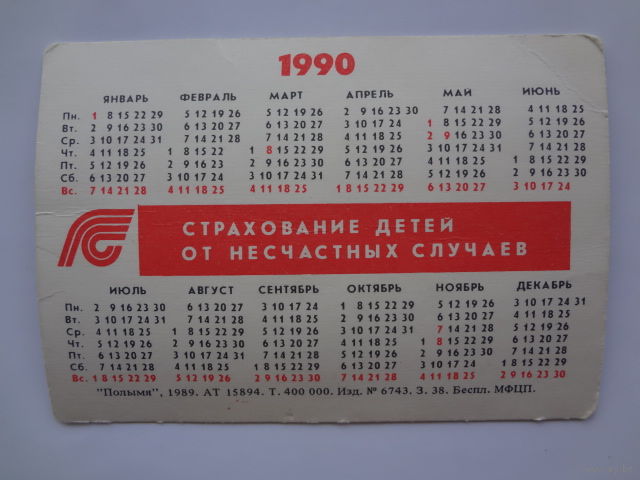 1990
ЯНВАРЬ ФЕВРАЛЬ МАРТ АПРЕЛЬ МАЙ ИЮНЬ
Пн. 1 8 15 22 29 5 12 19 26 5 12 19 26 2 9 16 23 30 7 14 21 28 4 11 18 25
Вт. 2 9 16 23 30 6 13 20 27 6 13 20 27 3 10 17 24 1 8 15 22 29 5 12 19 26
Ср. 3 10 17 24 31 7 14 21 28 7 14 21 28 4 11 18 25 2 9 16 23 30 6 13 20 27
Чт. 4 11 18 25 1 8 15 22 1 8 15 22 29 5 12 19 26 3 10 17 24 31 7 14 21 28
Пт. 5 12 19 26 2 9 16 23 2 9 16 23 30 6 13 20 27 4 11 18 25 1 8 15 22 29
Сб. 6 13 20 27 3 10 17 24 3 10 17 24 31 7 14 21 28 5 12 19 26 2 9 16 23 30
Вс. 7 14 21 28 4 11 18 25 4 11 18 25 1 8 15 22 29 6 13 20 27 3 10 17 24
СТРАХОВАНИЕ ДЕТЕЙ
ОТ НЕСЧАСТНЫХ СЛУЧАЕВ
ИЮЛЬ АВГУСТ СЕНТЯБРЬ ОКТЯБРЬ НОЯБРЬ ДЕКАБРЬ
Пн. 2 9 16 23 30 6 13 20 27 3 10 17 24 1 8 15 22 29 5 12 19 26 3 10 17 24 31
Вт. 3 10 17 24 31 7 14 21 28 4 11 18 25 2 9 16 23 30 6 13 20 27 4 11 18 25
Ср. 4 11 18 25 1 8 15 22 29 5 12 19 26 3 10 17 24 31 7 14 21 28 5 12 19 26
Чт. 5 12 19 26 2 9 16 23 30 6 13 20 27 4 11 18 25 1 8 15 22 29 6 13 20 27
Пт. 6 13 20 27 3 10 17 24 31 7 14 21 28 5 12 19 26 2 9 16 23 30 7 14 21 28
Сб. 7 14 21 28 4 11 18 25 1 8 15 22 29 6 13 20 27 3 10 17 24 1 8 15 22 29
Вс. 1 8 15 22 29 5 12 19 26 2 9 16 23 30 7 14 21 28 4 11 18 25 2 9 16 23 30
"Полымя", 1989. АТ 15894. Т. 400 000. Изд. № 6743. З. 38. Беспл. МФЦП.